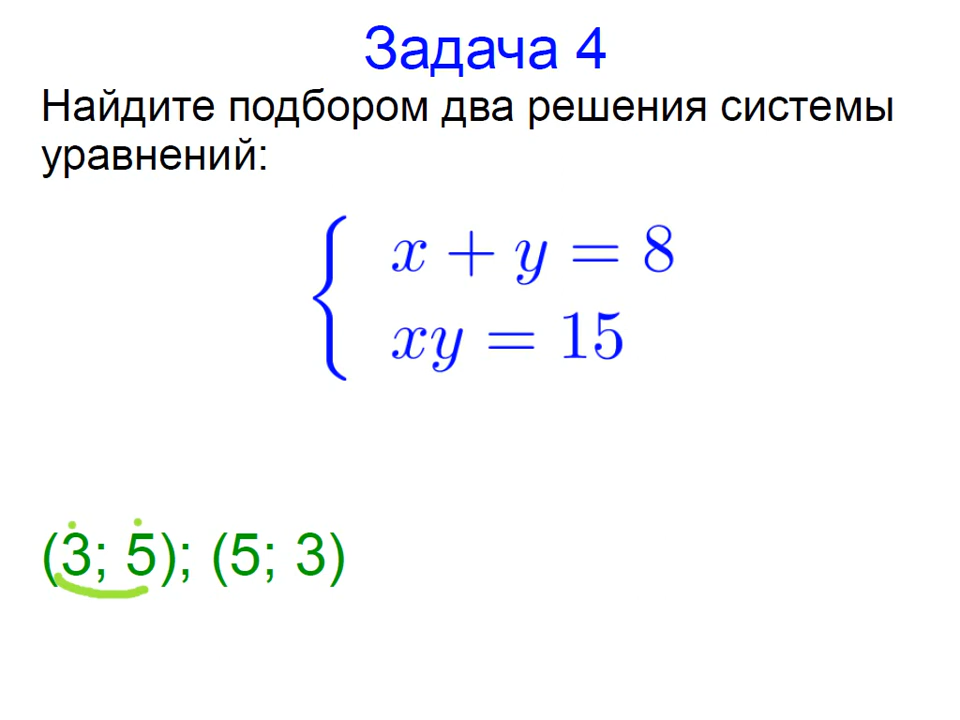 Задача 4
Найдите подбором два решения системы
уравнений:
x + y = 8
xy = 15
(3; 5); (5; 3)